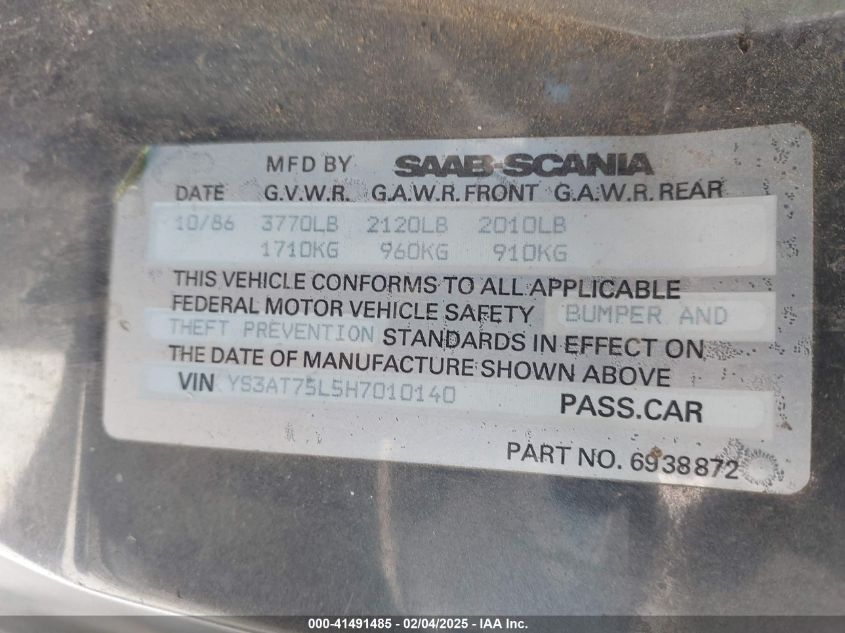 MFD BY SAAB-SCANIA
DATE G.V.W.R. G.A.W.R. FRONT G.A.W.R. REAR
10/86 3770LB 2120LB 2010LB
1710KG 960KG 910KG
THIS VEHICLE CONFORMS TO ALL APPLICABLE
FEDERAL MOTOR VEHICLE SAFETY BUMPER AND
THEFT PREVENTION STANDARDS IN EFFECT ON
THE DATE OF MANUFACTURE SHOWN ABOVE
VIN YS3AT75L5H7010140 PASS.CAR
PART NO. 6938872
000-41491485 - 02/04/2025 - IAA Inc.